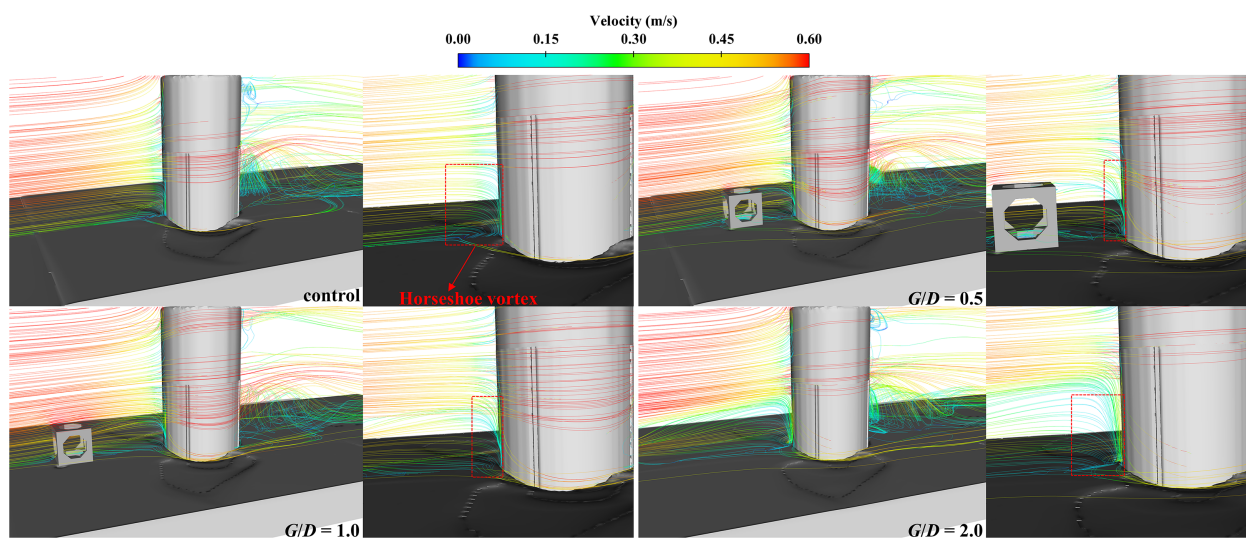 Velocity (m/s)
0.00 0.15 0.30 0.45 0.60
control
Horseshoe vortex
G/D = 0.5
G/D = 1.0
G/D = 2.0